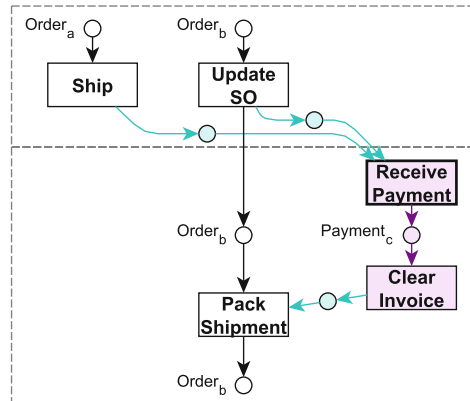 Order_a
Order_b
Ship
Update
SO
Receive
Payment
Order_b
Payment_c
Clear
Invoice
Pack
Shipment
Order_b